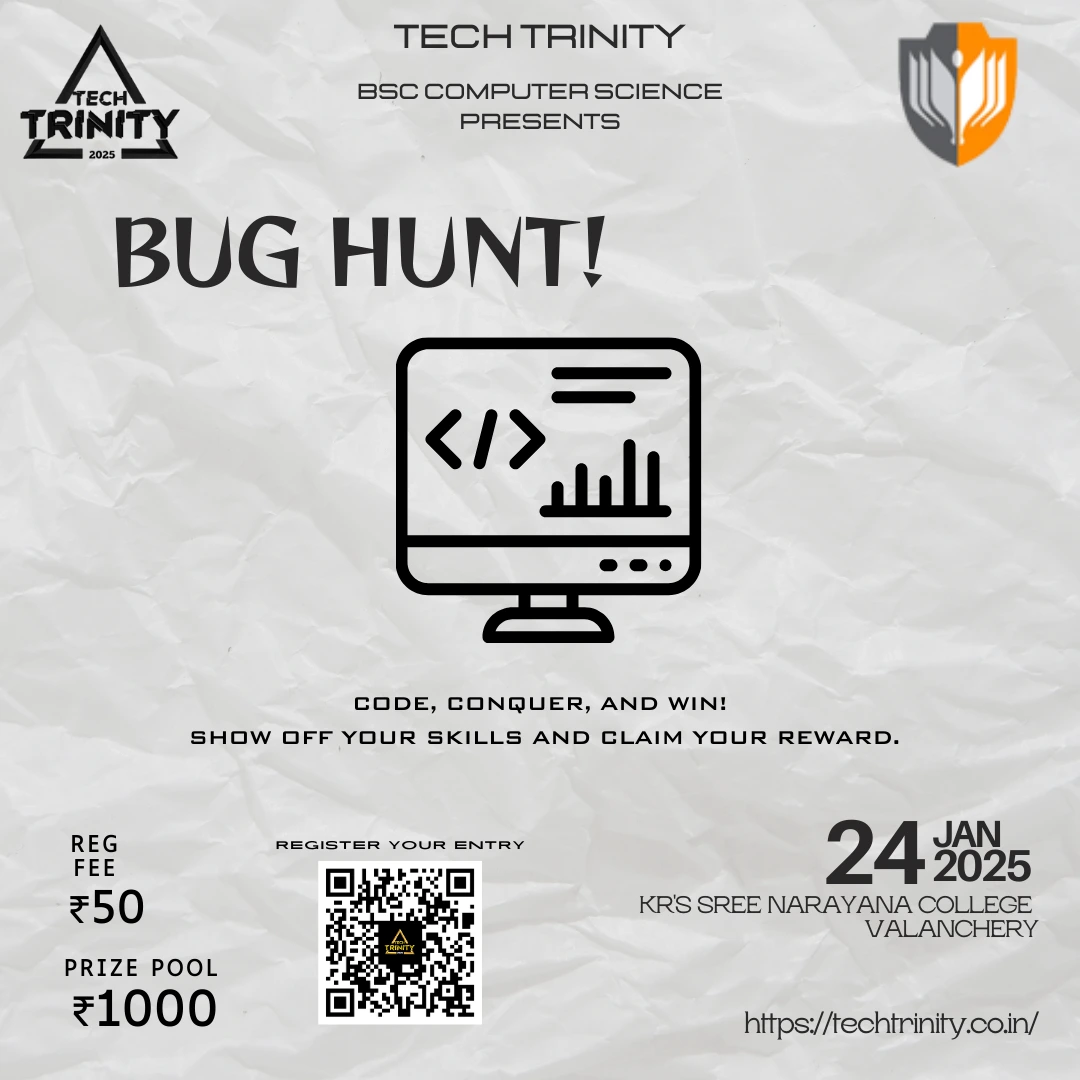 TECH
TRINITY
2025
TECH TRINITY
BSC COMPUTER SCIENCE
PRESENTS
BUG HUNT!
</>
CODE, CONQUER, AND WIN!
SHOW OFF YOUR SKILLS AND CLAIM YOUR REWARD.
REG
FEE
₹50
PRIZE POOL
₹1000
REGISTER YOUR ENTRY
TECH
TRINITY
24 JAN
2025
KR'S SREE NARAYANA COLLEGE
VALANCHERY
https://techtrinity.co.in/